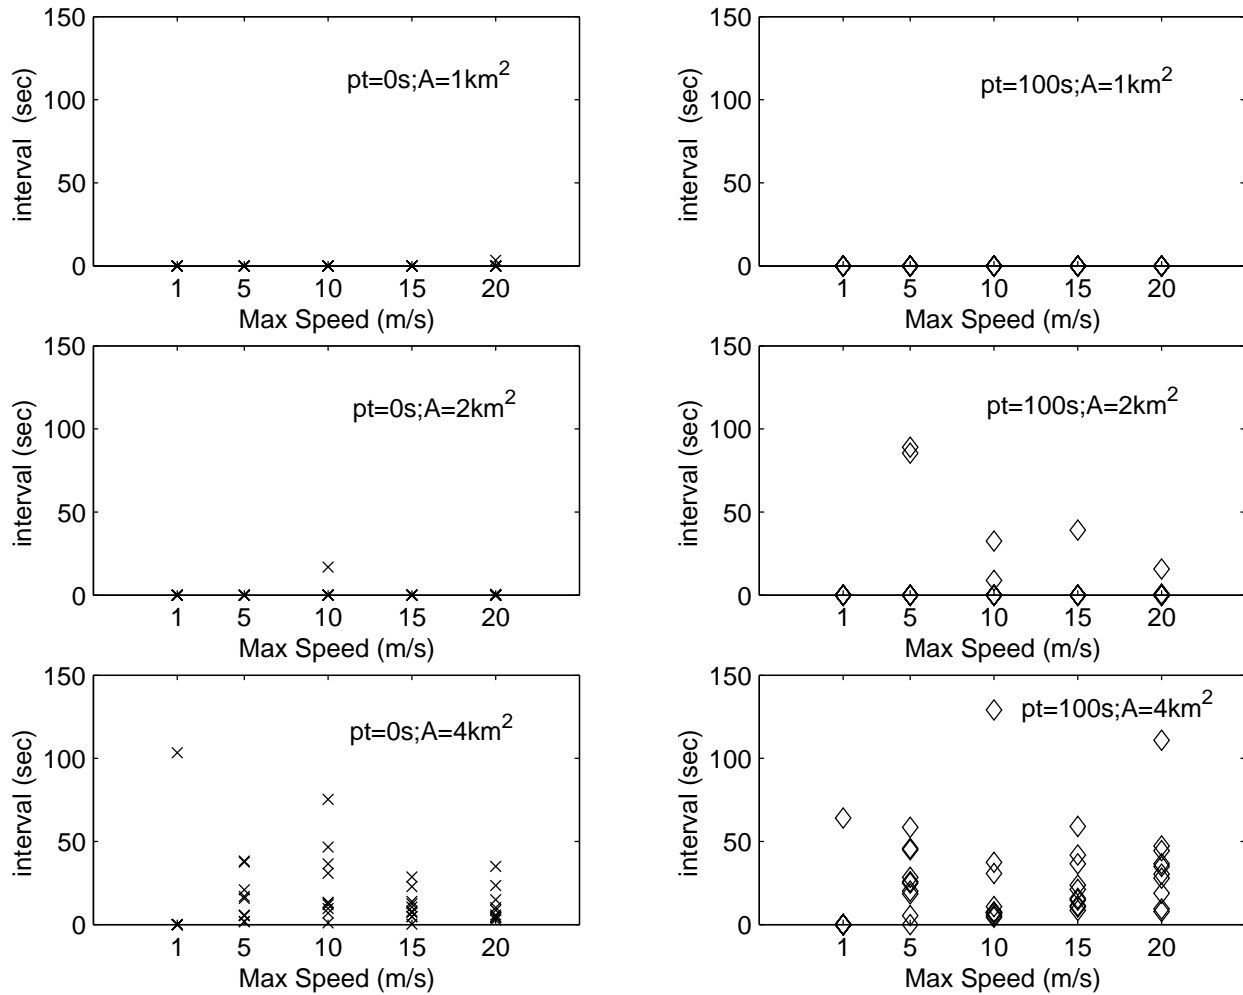 150
100
50
0
interval (sec)
pt=0s;A=1km²
1 5 10 15 20
Max Speed (m/s)
150
100
50
0
interval (sec)
pt=100s;A=1km²
1 5 10 15 20
Max Speed (m/s)
150
100
50
0
interval (sec)
pt=0s;A=2km²
1 5 10 15 20
Max Speed (m/s)
150
100
50
0
interval (sec)
pt=100s;A=2km²
1 5 10 15 20
Max Speed (m/s)
150
100
50
0
interval (sec)
pt=0s;A=4km²
1 5 10 15 20
Max Speed (m/s)
150
100
50
0
interval (sec)
pt=100s;A=4km²
1 5 10 15 20
Max Speed (m/s)